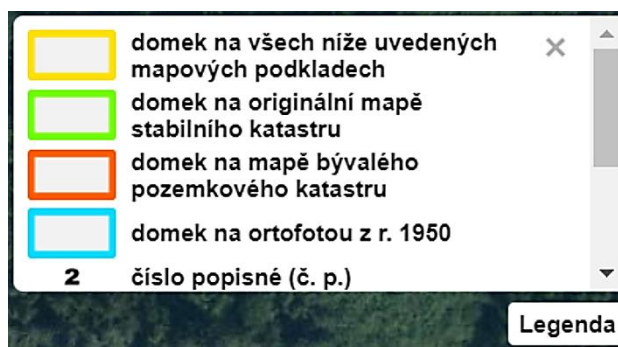 domek na všech níže uvedených
mapových podkladech
domek na originální mapě
stabilního katastru
domek na mapě bývalého
pozemkového katastru
domek na ortofotou z r. 1950
2 číslo popisné (č. p.)
Legenda